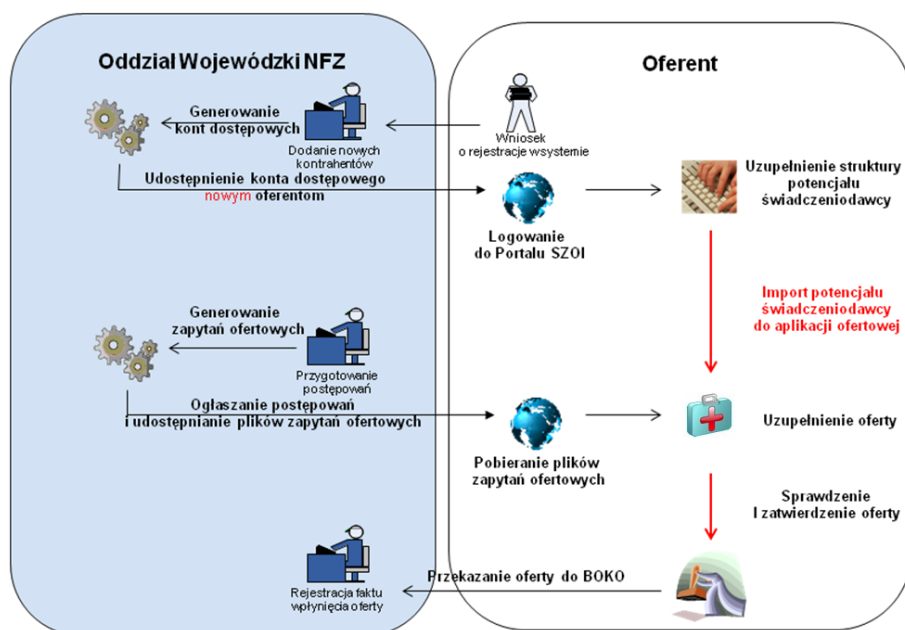 Oddział Wojewódzki NFZ
Oferent
Generowanie
kont dostępowych
Dodanie nowych
kontrahentów
Wniosek
o rejestracje wsystemie
Udostępnienie konta dostępowego
nowym oferentom
Logowanie
do Portalu SZOI
Uzupełnienie struktury
potencjału
świadczeniodawcy
Import potencjału
świadczeniodawcy
do aplikacji ofertowej
Generowanie
zapytań ofertowych
Przygotowanie
postępowań
Ogłaszanie postępowań
i udostępnianie plików zapytań ofertowych
Pobieranie plików
zapytań ofertowych
Uzupełnienie oferty
Sprawdzenie
I zatwierdzenie oferty
Przekazanie oferty do BOKO
Rejestracja faktu
wpłynięcia oferty